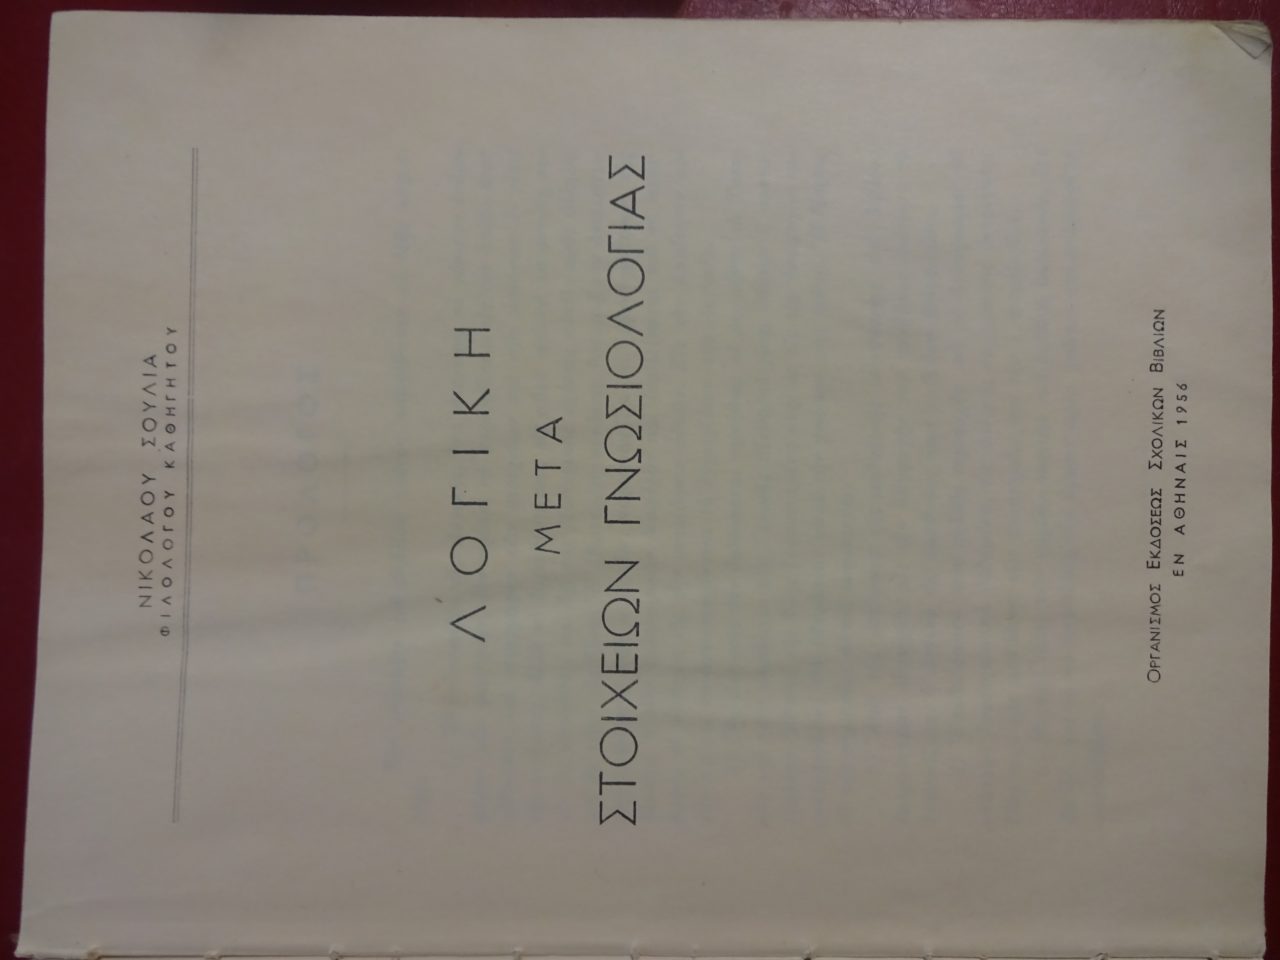 ΝΙΚΟΛΑΟΥ ΣΟΥΛΙΑ
ΦΙΛΟΛΟΓΟΥ ΚΑΘΗΓΗΤΟΥ
ΛΟΓΙΚΗ
ΜΕΤΑ
ΣΤΟΙΧΕΙΩΝ ΓΝΩΣΙΟΛΟΓΙΑΣ
ΟΡΓΑΝΙΣΜΟΣ ΕΚΔΟΣΕΩΣ ΣΧΟΛΙΚΩΝ ΒΙΒΛΙΩΝ
ΕΝ ΑΘΗΝΑΙΣ 1956